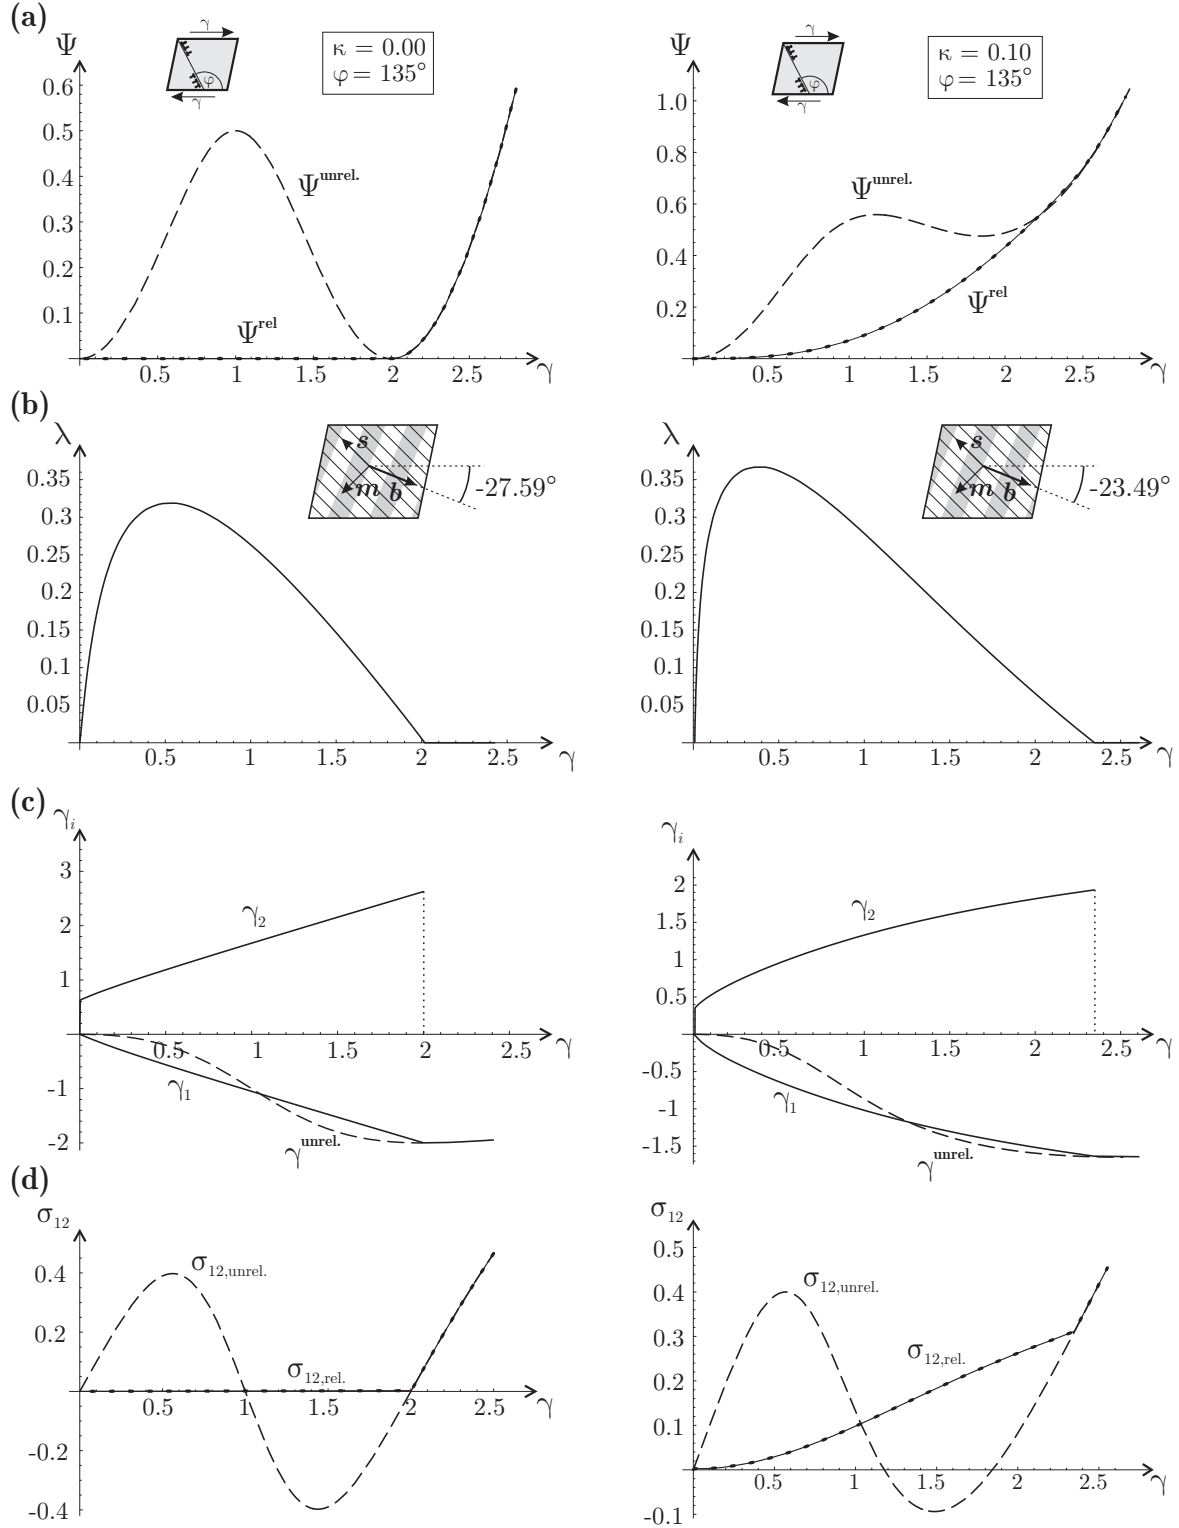 (a)
Ψ
γ
φ
γ
κ = 0.00
φ = 135°
0.6
0.5
0.4
0.3
0.2
0.1
Ψunrel.
Ψrel
0.5 1 1.5 2 2.5 γ
Ψ
γ
φ
γ
κ = 0.10
φ = 135°
1.0
0.8
0.6
0.4
0.2
Ψunrel.
Ψrel
0.5 1 1.5 2 2.5 γ
(b)
λ
s
m b
-27.59°
0.35
0.3
0.25
0.2
0.15
0.1
0.05
0.5 1 1.5 2 2.5 γ
λ
s
m b
-23.49°
0.35
0.3
0.25
0.2
0.15
0.1
0.05
0.5 1 1.5 2 2.5 γ
(c)
γi
3
2
1
-1
-2
γ2
γ1
γunrel.
0.5 1 1.5 2 2.5 γ
γi
2
1
1
0.5
-0.5
-1
-1.5
γ2
γ1
γunrel.
0.5 1 1.5 2 2.5 γ
(d)
σ12
0.4
0.2
-0.2
-0.4
σ12,unrel.
σ12,rel.
0.5 1 1.5 2 2.5 γ
σ12
0.5
0.4
0.3
0.2
0.1
-0.1
σ12,unrel.
σ12,rel.
0.5 1 1.5 2 2.5 γ